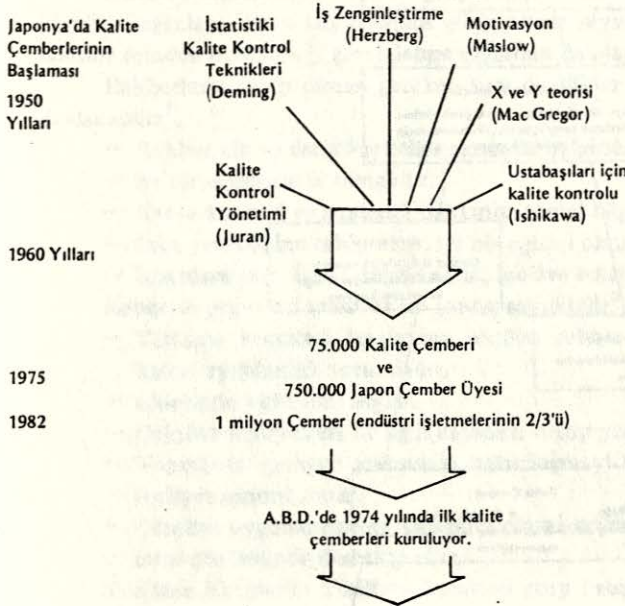 Japonya'da Kalite
Çemberlerinin
Başlaması
1950
Yılları
İstatistiki
Kalite Kontrol
Teknikleri
(Deming)
İş Zenginleştirme
(Herzberg)
Motivasyon
(Maslow)
X ve Y teorisi
(Mac Gregor)
Kalite
Kontrol
Yönetimi
(Juran)
Ustabaşıları için
kalite kontrolu
(Ishikawa)
1960 Yılları
75.000 Kalite Çemberi
ve
1975
750.000 Japon Çember Üyesi
1982
1 milyon Çember (endüstri işletmelerinin 2/3'ü)
A.B.D.'de 1974 yılında ilk kalite
çemberleri kuruluyor.